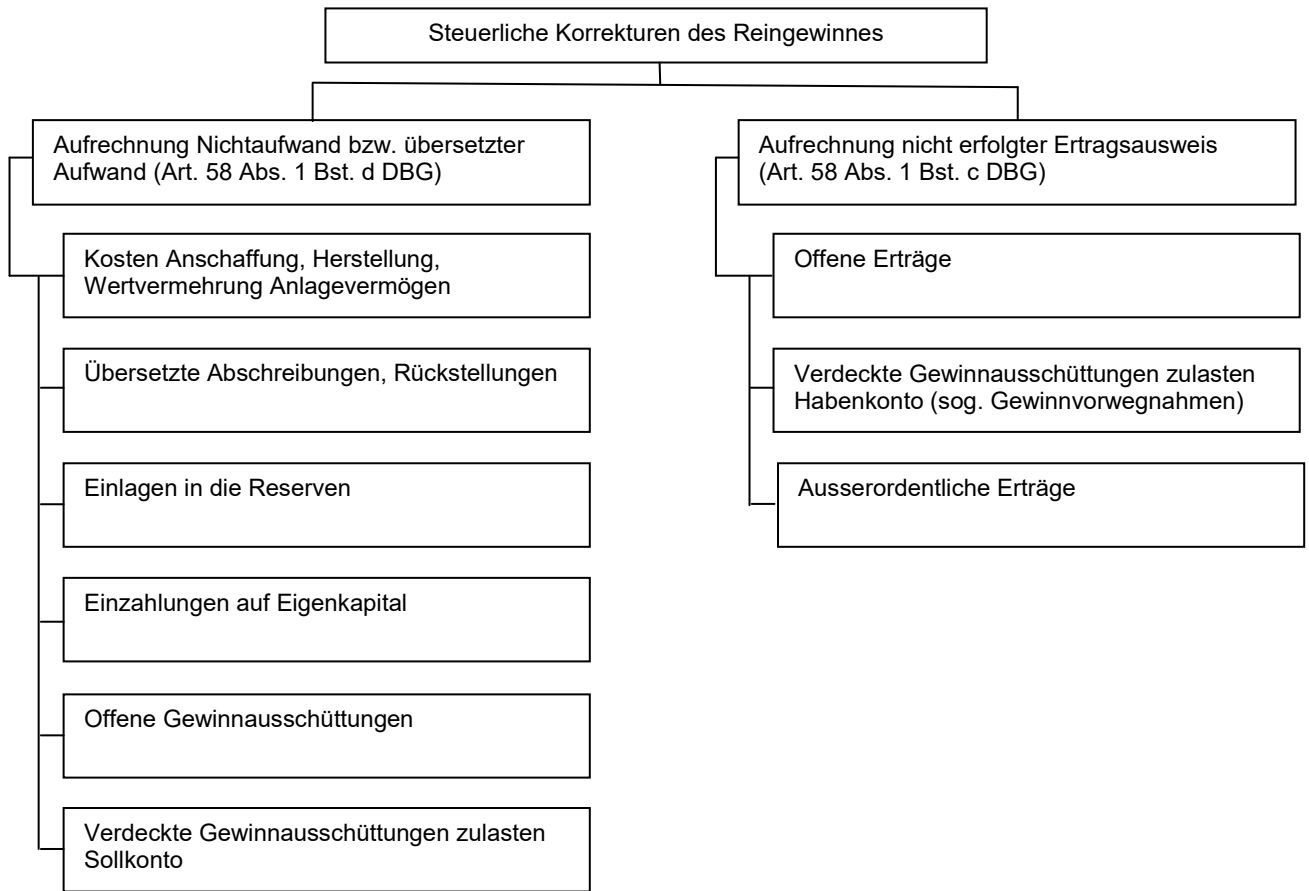 Steuerliche Korrekturen des Reingewinnes
Aufrechnung Nichtaufwand bzw. übersetzter
Aufwand (Art. 58 Abs. 1 Bst. d DBG)
Kosten Anschaffung, Herstellung,
Wertvermehrung Anlagevermögen
Übersetzte Abschreibungen, Rückstellungen
Einlagen in die Reserven
Einzahlungen auf Eigenkapital
Offene Gewinnausschüttungen
Verdeckte Gewinnausschüttungen zulasten
Sollkonto
Aufrechnung nicht erfolgter Ertragsausweis
(Art. 58 Abs. 1 Bst. c DBG)
Offene Erträge
Verdeckte Gewinnausschüttungen zulasten
Habenkonto (sog. Gewinnvorwegnahmen)
Ausserordentliche Erträge